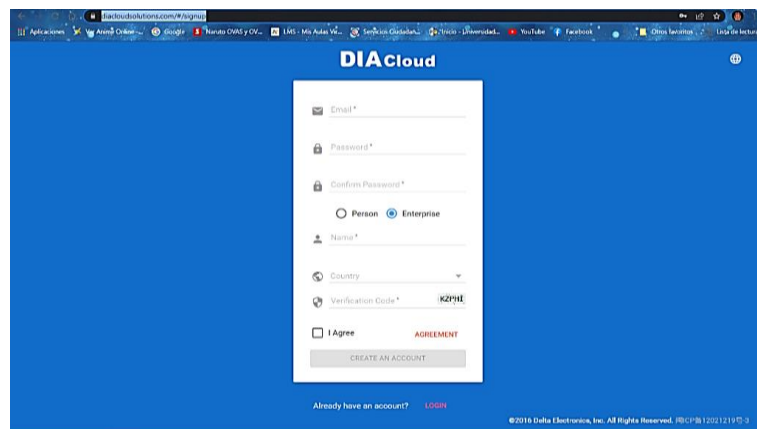 diacloudsolutions.com/#/signup
Aplicaciones Anime Online Google Naruto OVAS y OV... LMS - Mis Aulas Vi... Servicios Ciudadan... Inicio - Universidad... YouTube Facebook Otros favoritos Lista de lectura
DIACloud
Email *
Password *
Confirm Password *
Person Enterprise
Name *
Country
Verification Code *
I Agree AGREEMENT
CREATE AN ACCOUNT
Already have an account? LOGIN
©2016 Delta Electronics, Inc. All Rights Reserved.